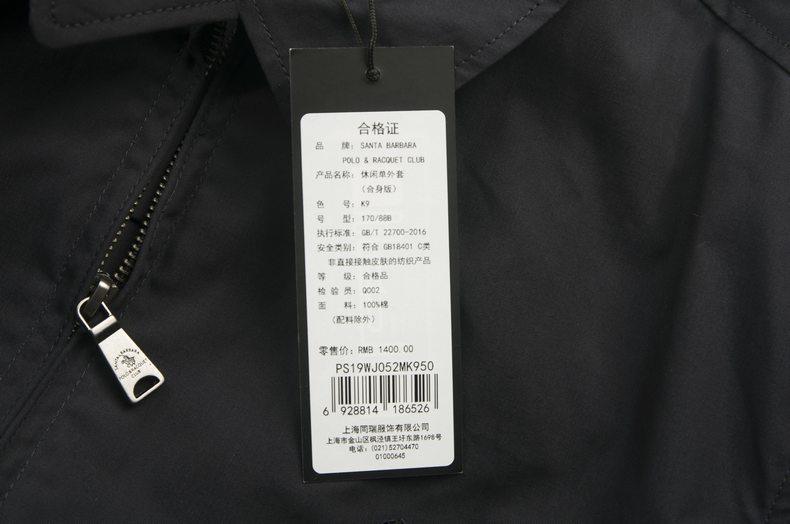 合格证
品 牌: SANTA BARBARA
POLO & RACQUET CLUB
产品名称: 休闲单外套
(合身版)
色 号: K9
号 型: 170/88B
执行标准: GB/T 22700-2016
安全类别: 符合 GB18401 C类
非直接接触皮肤的纺织产品
等 级: 合格品
检 验 员: Q002
面 料: 100%棉
(配料除外)
零售价: RMB 1400.00
PS19WJ052MK950
6 928814 186526
上海同瑞服饰有限公司
上海市金山区枫泾镇王圩东路1698号
电话: (021)52704470
01000645
SANTA BARBARA
POLO & RACQUET
CLUB